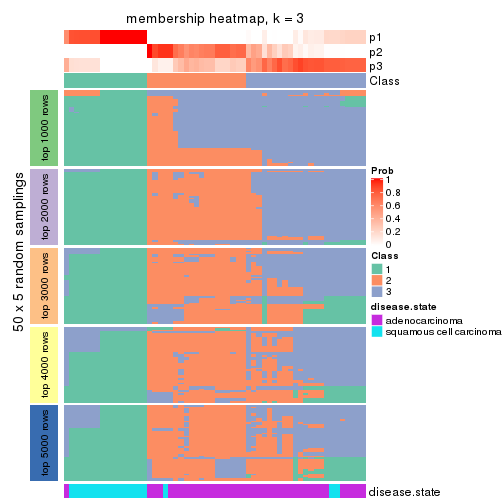 membership heatmap, k = 3
p1
p2
p3
Class
50 x 5 random samplings
top 1000 rows
top 2000 rows
top 3000 rows
top 4000 rows
top 5000 rows
Prob
1
0.8
0.6
0.4
0.2
0
Class
1
2
3
disease.state
adenocarcinoma
squamous cell carcinoma
disease.state